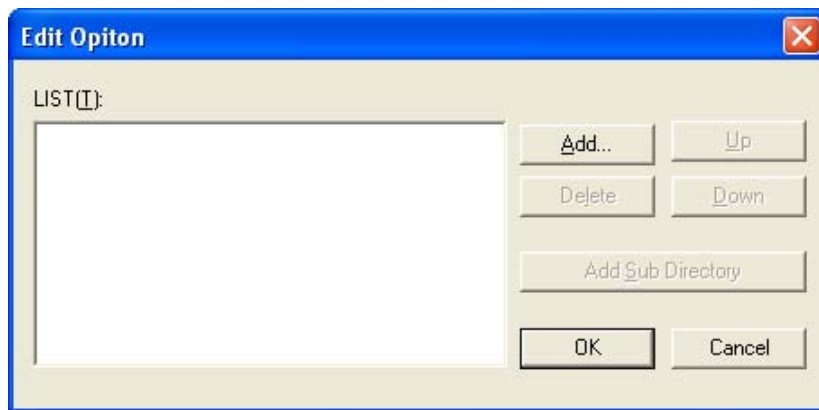 Edit Opiton
LIST(T):
Add...
Up
Delete
Down
Add Sub Directory
OK
Cancel